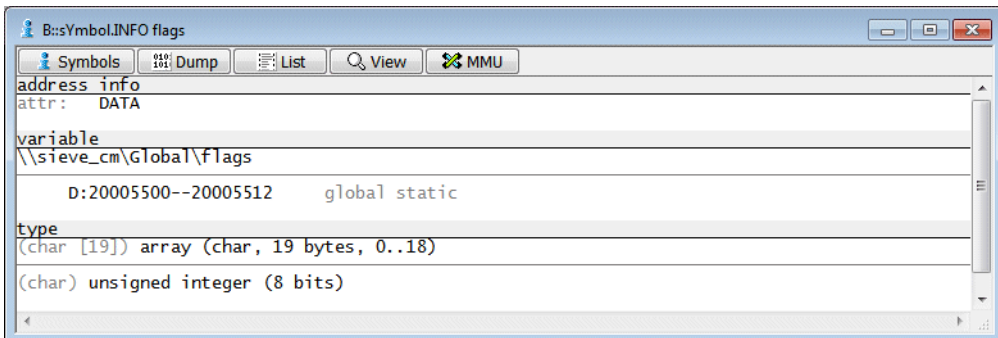 B::sYmbol.INFO flags
Symbols Dump List View MMU
address info
attr: DATA
variable
\\sieve_cm\Global\flags
D:20005500--20005512 global static
type
(char [19]) array (char, 19 bytes, 0..18)
(char) unsigned integer (8 bits)